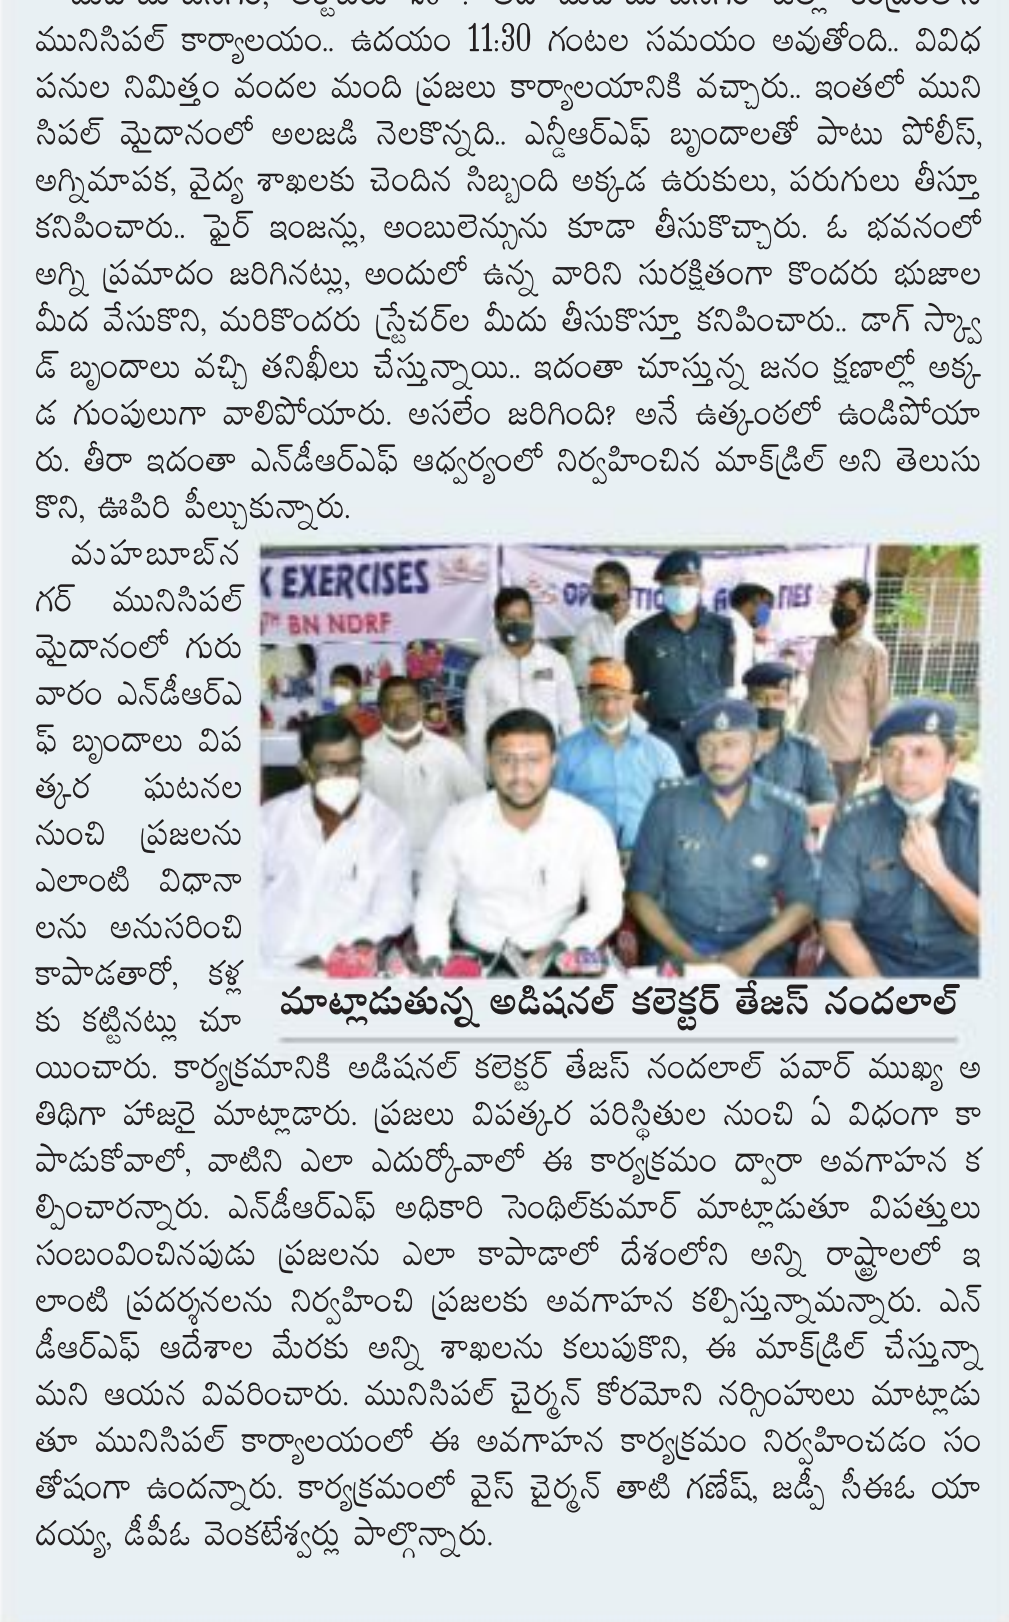 మునిసిపల్ కార్యాలయం.. ఉదయం 11:30 గంటల సమయం అవుతోంది.. వివిధ
పనుల నిమిత్తం వందల మంది ప్రజలు కార్యాలయానికి వచ్చారు.. ఇంతలో ముని
సిపల్ మైదానంలో అలజడి నెలకొన్నది.. ఎన్డీఆర్ఎఫ్ బృందాలతో పాటు పోలీస్,
అగ్నిమాపక, వైద్య శాఖలకు చెందిన సిబ్బంది అక్కడ ఉరుకులు, పరుగులు తీస్తూ
కనిపించారు.. ఫైర్ ఇంజన్లు, అంబులెన్సును కూడా తీసుకొచ్చారు. ఓ భవనంలో
అగ్ని ప్రమాదం జరిగినట్లు, అందులో ఉన్న వారిని సురక్షితంగా కొందరు భుజాల
మీద వేసుకొని, మరికొందరు స్ట్రేచర్‌ల మీదు తీసుకొస్తూ కనిపించారు.. డాగ్ స్క్వా
డ్ బృందాలు వచ్చి తనిఖీలు చేస్తున్నాయి.. ఇదంతా చూస్తున్న జనం క్షణాల్లో అక్క
డ గుంపులుగా వాలిపోయారు. అసలేం జరిగింది? అనే ఉత్కంఠలో ఉండిపోయా
రు. తీరా ఇదంతా ఎన్‌డీఆర్‌ఎఫ్ ఆధ్వర్యంలో నిర్వహించిన మాక్‌డ్రిల్ అని తెలుసు
కొని, ఊపిరి పీల్చుకున్నారు.
మహబూబ్‌న
గర్ మునిసిపల్
మైదానంలో గురు
వారం ఎన్‌డీఆర్ఎ
ఫ్ బృందాలు విప
త్కర ఘటనల
నుంచి ప్రజలను
ఎలాంటి విధానా
లను అనుసరించి
కాపాడతారో, కళ్ల
కు కట్టినట్లు చూ
K EXERCISES
BN NDRF
మాట్లాడుతున్న అడిషనల్ కలెక్టర్ తేజస్ నందలాల్
యించారు. కార్యక్రమానికి అడిషనల్ కలెక్టర్ తేజస్ నందలాల్ పవార్ ముఖ్య అ
తిథిగా హాజరై మాట్లాడారు. ప్రజలు విపత్కర పరిస్థితుల నుంచి ఏ విధంగా కా
పాడుకోవాలో, వాటిని ఎలా ఎదుర్కోవాలో ఈ కార్యక్రమం ద్వారా అవగాహన క
ల్పించారన్నారు. ఎన్‌డీఆర్‌ఎఫ్ అధికారి సెంథిల్‌కుమార్ మాట్లాడుతూ విపత్తులు
సంబంవించినపుడు ప్రజలను ఎలా కాపాడాలో దేశంలోని అన్ని రాష్ట్రాలలో ఇ
లాంటి ప్రదర్శనలను నిర్వహించి ప్రజలకు అవగాహన కల్పిస్తున్నామన్నారు. ఎన్
డీఆర్‌ఎఫ్ ఆదేశాల మేరకు అన్ని శాఖలను కలుపుకొని, ఈ మాక్‌డ్రిల్ చేస్తున్నా
మని ఆయన వివరించారు. మునిసిపల్ చైర్మన్ కోరమోని నర్సింహులు మాట్లాడు
తూ మునిసిపల్ కార్యాలయంలో ఈ అవగాహన కార్యక్రమం నిర్వహించడం సం
తోషంగా ఉందన్నారు. కార్యక్రమంలో వైస్ చైర్మన్ తాటి గణేష్, జడ్పీ సీఈఓ యా
దయ్య, డీపీఓ వెంకటేశ్వర్లు పాల్గొన్నారు.